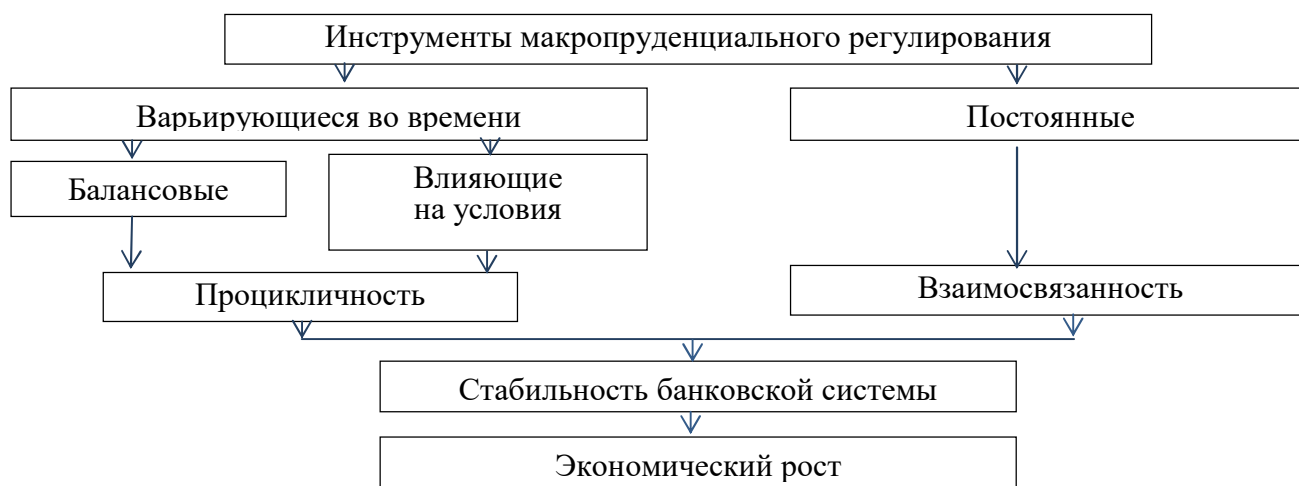 Инструменты макропруденциального регулирования
Варьирующиеся во времени
Постоянные
Балансовые
Влияющие
на условия
Процикличность
Взаимосвязанность
Стабильность банковской системы
Экономический рост